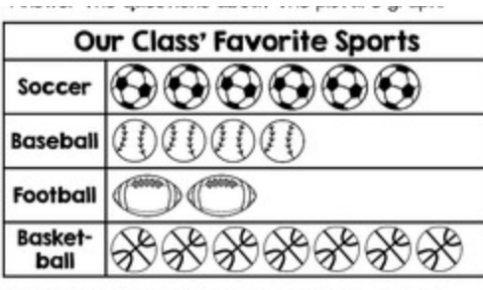 Our Class' Favorite Sports
Soccer
Baseball
Football
Basket-
ball